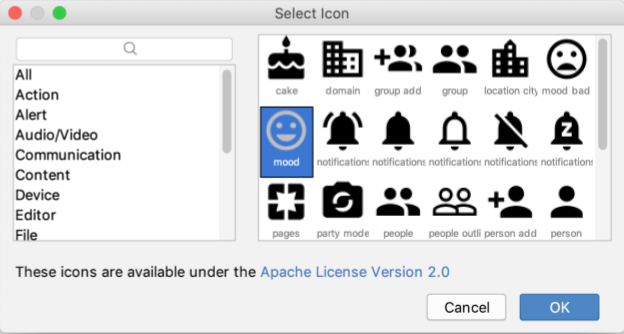 Select Icon
All
Action
Alert
Audio/Video
Communication
Content
Device
Editor
File
cake domain group add group location city mood bad
mood notifications notifications notifications notifications notifications
pages party mode people people outli person add person
These icons are available under the Apache License Version 2.0
Cancel OK